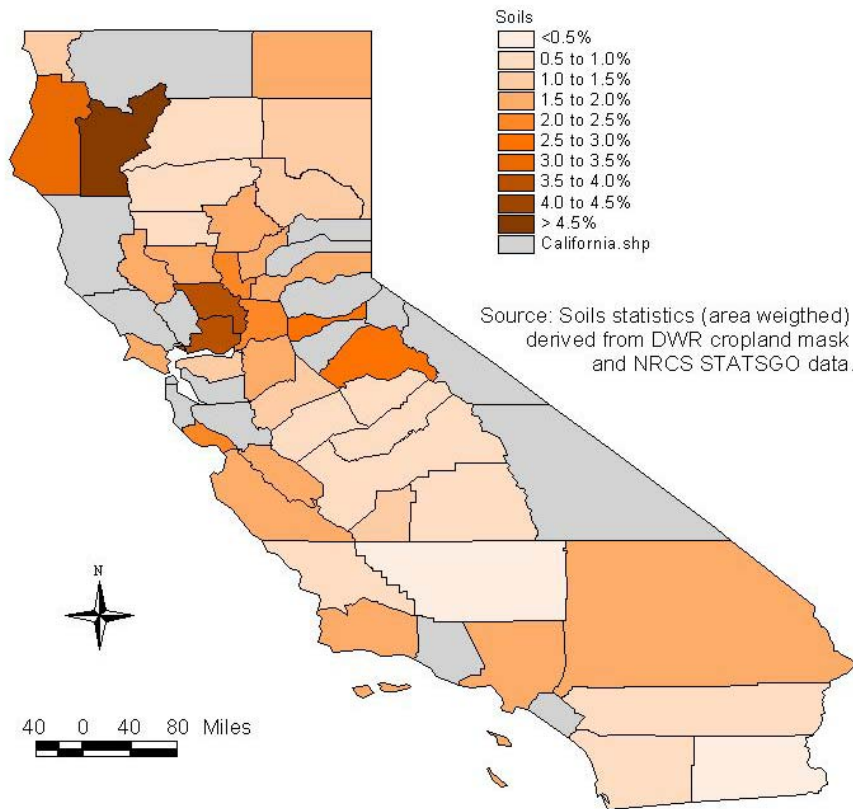 Soils
<0.5%
0.5 to 1.0%
1.0 to 1.5%
1.5 to 2.0%
2.0 to 2.5%
2.5 to 3.0%
3.0 to 3.5%
3.5 to 4.0%
4.0 to 4.5%
> 4.5%
California.shp
Source: Soils statistics (area weigthed)
derived from DWR cropland mask
and NRCS STATSGO data.
N
40 0 40 80 Miles